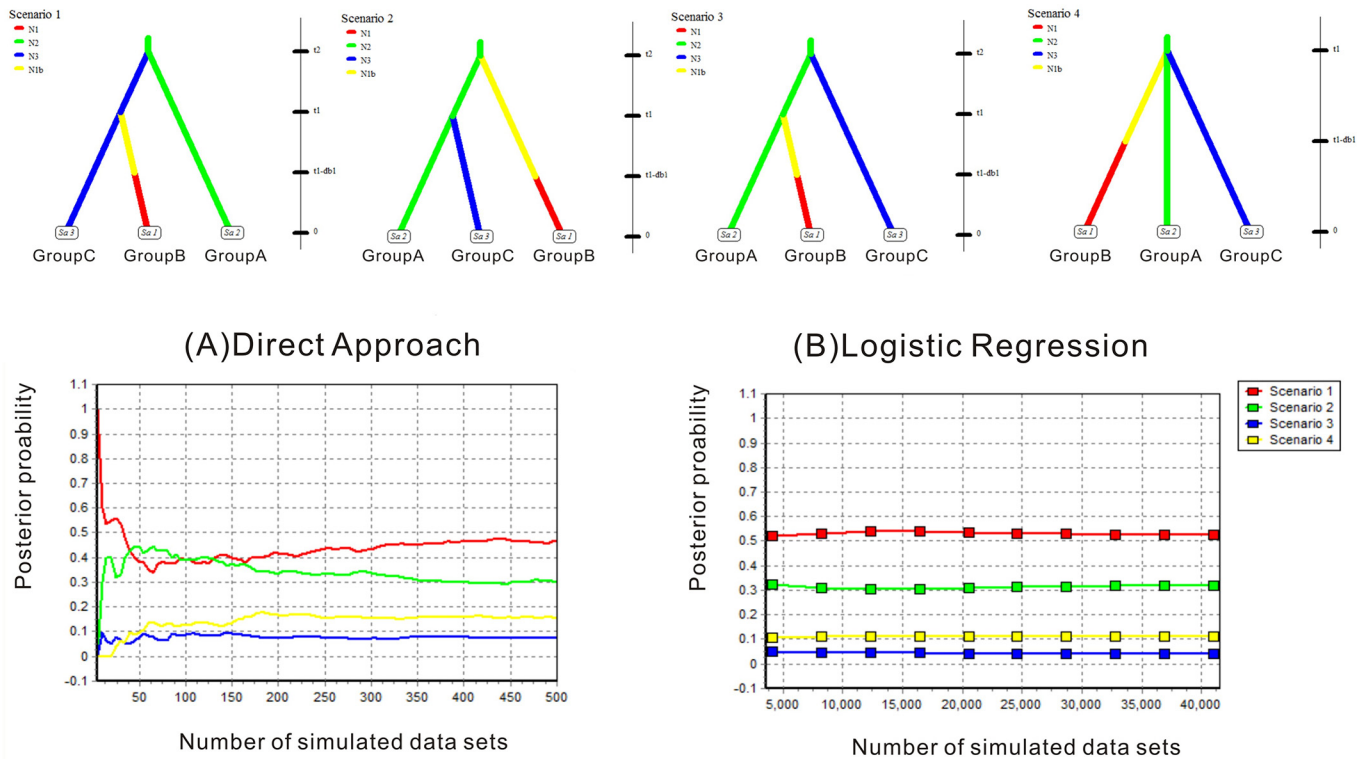 Scenario 1
N1
N2
N3
N1b
t2
t1
t1-db1
0
Sa 3
Sa 1
Sa 2
GroupC
GroupB
GroupA
Scenario 2
N1
N2
N3
N1b
t2
t1
t1-db1
0
Sa 2
Sa 3
Sa 1
GroupA
GroupC
GroupB
Scenario 3
N1
N2
N3
N1b
t2
t1
t1-db1
0
Sa 2
Sa 1
Sa 3
GroupA
GroupB
GroupC
Scenario 4
N1
N2
N3
N1b
t1
t1-db1
0
Sa 1
Sa 2
Sa 3
GroupB
GroupA
GroupC
(A)Direct Approach
Posterior proability
1.1
1
0.9
0.8
0.7
0.6
0.5
0.4
0.3
0.2
0.1
0
-0.1
50 100 150 200 250 300 350 400 450 500
Number of simulated data sets
(B)Logistic Regression
Posterior proability
1.1
1
0.9
0.8
0.7
0.6
0.5
0.4
0.3
0.2
0.1
0
-0.1
5,000 10,000 15,000 20,000 25,000 30,000 35,000 40,000
Number of simulated data sets
Scenario 1
Scenario 2
Scenario 3
Scenario 4